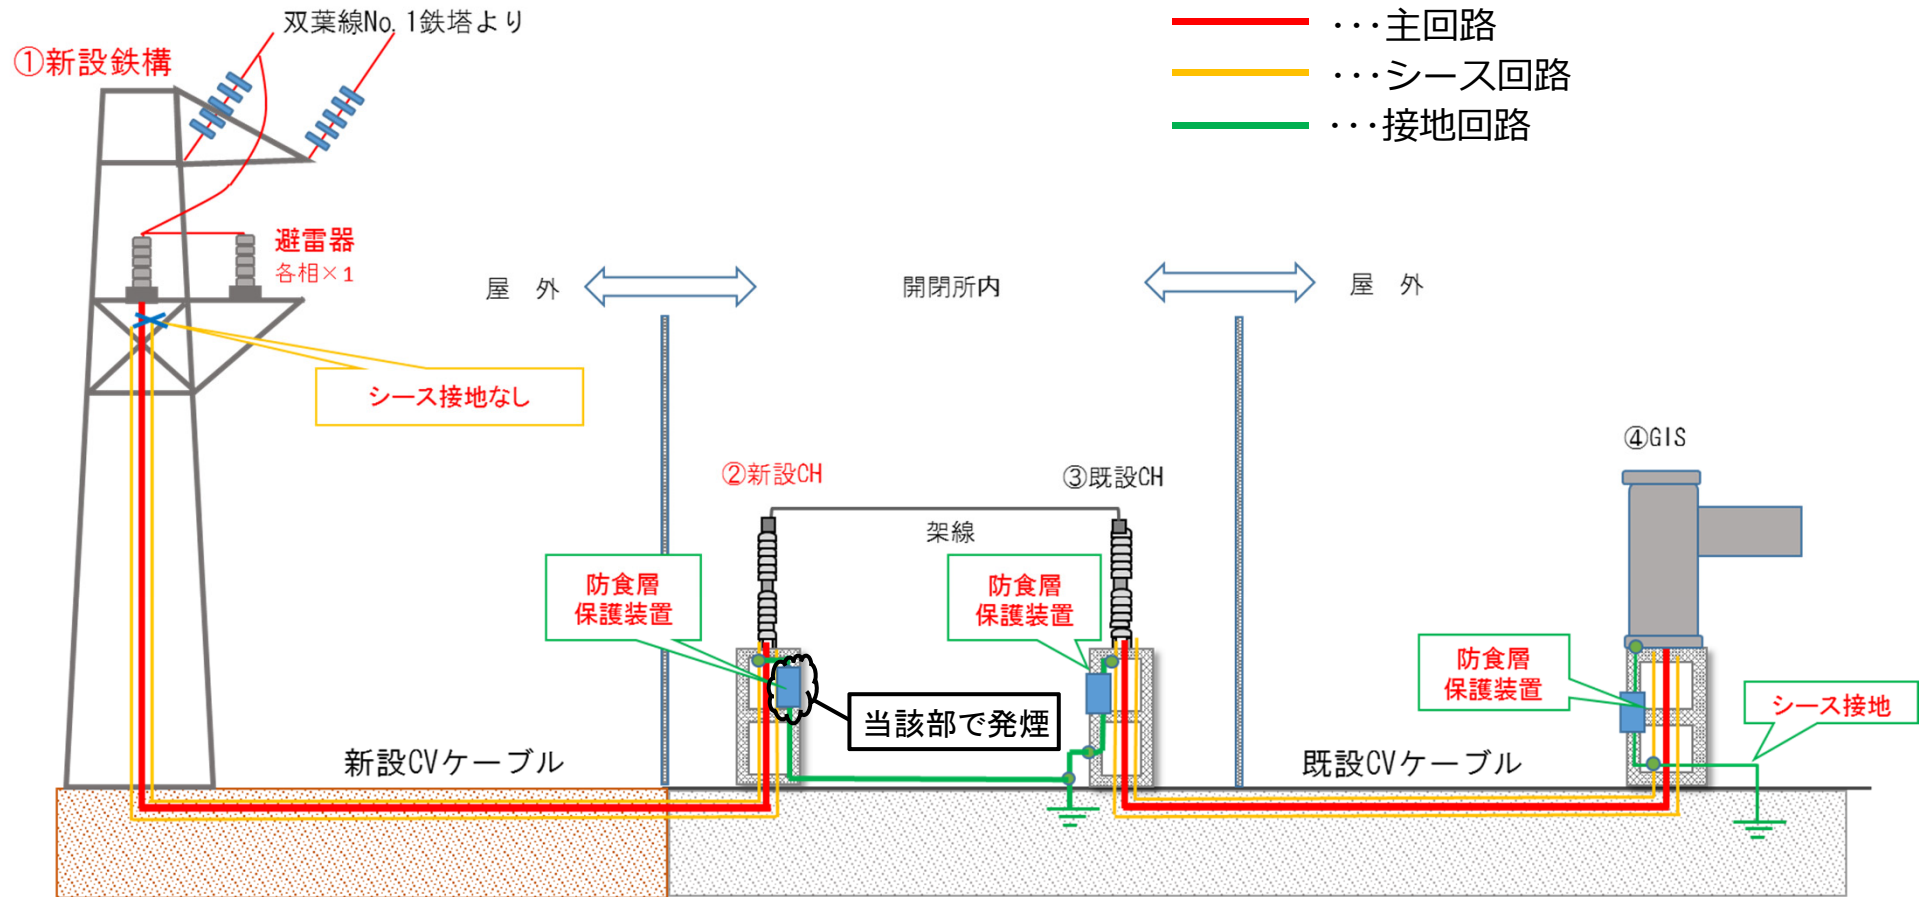 双葉線No.1鉄塔より
①新設鉄構
･･･主回路
･･･シース回路
･･･接地回路
避雷器
各相×1
屋　外
開閉所内
屋　外
シース接地なし
④GIS
②新設CH
③既設CH
架線
防食層
保護装置
防食層
保護装置
防食層
保護装置
シース接地
当該部で発煙
新設CVケーブル
既設CVケーブル